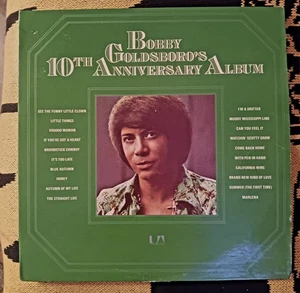 BOBBY
GOLDSBORO'S
10TH ANNIVERSARY ALBUM
SEE THE FUNNY LITTLE CLOWN
LITTLE THINGS
VOODOO WOMAN
IF YOU'VE GOT A HEART
BROOMSTICK COWBOY
IT'S TOO LATE
BLUE AUTUMN
HONEY
AUTUMN OF MY LIFE
THE STRAIGHT LIFE
I'M A DRIFTER
MUDDY MISSISSIPPI LINE
CAN YOU FEEL IT
WATCHIN' SCOTTY GROW
COME BACK HOME
WITH PEN IN HAND
CALIFORNIA WINE
BRAND NEW KIND OF LOVE
SUMMER (THE FIRST TIME)
MARLENA
UA